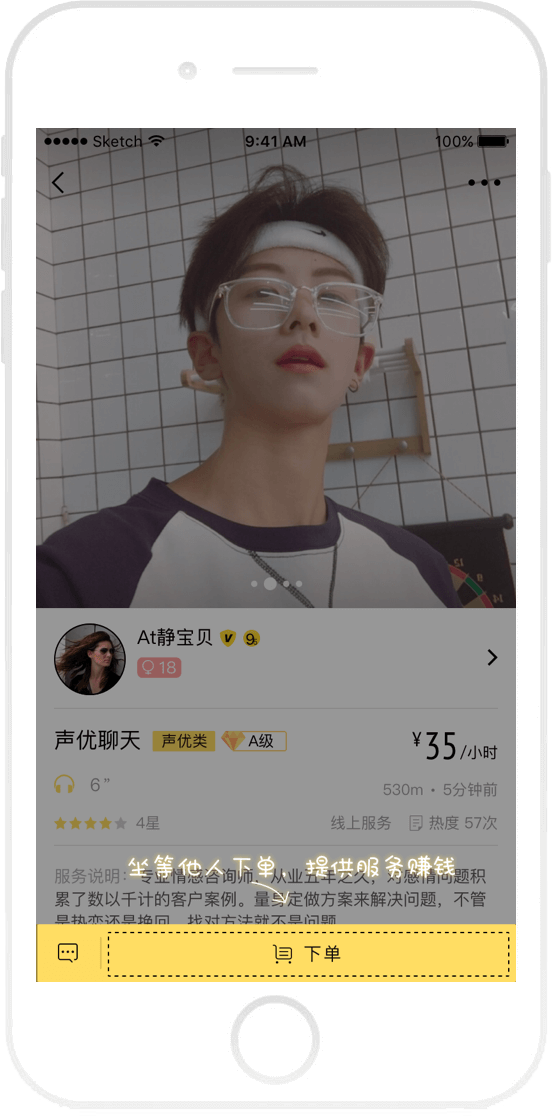 Sketch 9:41 AM 100%
12
8
14
At静宝贝 V 9
18
声优聊天 声优类 A级 ¥35/小时
6” 530m • 5分钟前
4星 线上服务 热度 57次
坐等他人下单，提供服务赚钱
服务说明：专业情感咨询师，从业五年之久，对感情问题积
累了数以千计的客户案例。量身定做方案来解决问题，不管
是热恋还是挽回，找对方法就不是问题
下单